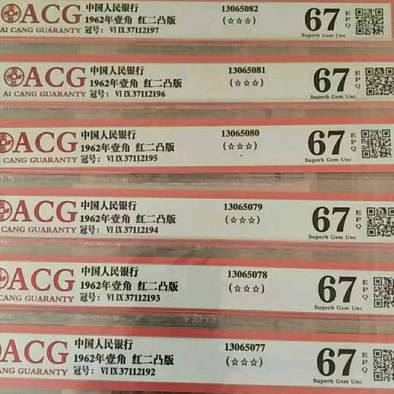 ACG
AI CANG GUARANTY
中国人民银行
1962年壹角 红二凸版
冠号: VI IX 37112197
13065082
(☆☆☆)
67
EPQ
Superb Gem Unc
ACG
AI CANG GUARANTY
中国人民银行
1962年壹角 红二凸版
冠号: VI IX 37112196
13065081
(☆☆☆)
67
EPQ
Superb Gem Unc
ACG
CANG GUARANTY
中国人民银行
1962年壹角 红二凸版
冠号: VI IX 37112195
13065080
(☆☆☆)
67
EPQ
Superb Gem Unc
ACG
CANG GUARANTY
中国人民银行
1962年壹角 红二凸版
冠号: VI IX 37112194
13065079
(☆☆☆)
67
EPQ
Superb Gem Unc
ACG
CANG GUARANTY
中国人民银行
1962年壹角 红二凸版
冠号: VI IX 37112193
13065078
(☆☆☆)
67
EPQ
Superb Gem Unc
ACG
CANG GUARANTY
中国人民银行
1962年壹角 红二凸版
冠号: VI IX 37112192
13065077
(☆☆☆)
67
EPQ
Superb Gem Unc